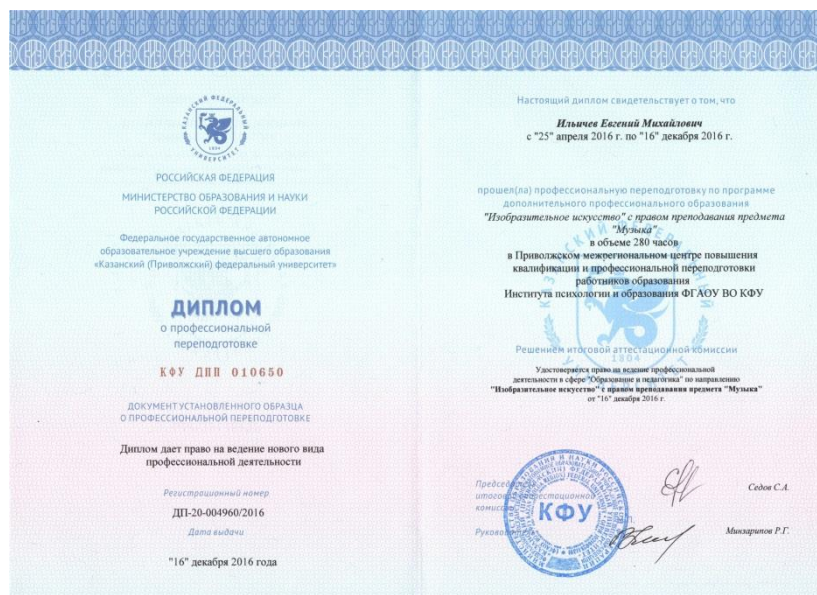 КАЗАНСКИЙ ФЕДЕРАЛЬНЫЙ УНИВЕРСИТЕТ
1804
РОССИЙСКАЯ ФЕДЕРАЦИЯ
МИНИСТЕРСТВО ОБРАЗОВАНИЯ И НАУКИ
РОССИЙСКОЙ ФЕДЕРАЦИИ
Федеральное государственное автономное
образовательное учреждение высшего образования
«Казанский (Приволжский) федеральный университет»
ДИПЛОМ
о профессиональной
переподготовке
КФУ ДПП 010650
ДОКУМЕНТ УСТАНОВЛЕННОГО ОБРАЗЦА
О ПРОФЕССИОНАЛЬНОЙ ПЕРЕПОДГОТОВКЕ
Диплом дает право на ведение нового вида
профессиональной деятельности
Регистрационный номер
ДП-20-004960/2016
Дата выдачи
"16" декабря 2016 года
Настоящий диплом свидетельствует о том, что
Ильичев Евгений Михайлович
с "25" апреля 2016 г. по "16" декабря 2016 г.
прошел(ла) профессиональную переподготовку по программе
дополнительного профессионального образования
"Изобразительное искусство" с правом преподавания предмета
"Музыка"
в объеме 280 часов
в Приволжском межрегиональном центре повышения
квалификации и профессиональной переподготовки
работников образования
Института психологии и образования ФГАОУ ВО КФУ
Решением итоговой аттестационной комиссии
1804
Удостоверяется право на ведение профессиональной
деятельности в сфере "Образование и педагогика" по направлению
"Изобразительное искусство" с правом преподавания предмета "Музыка"
от "16" декабря 2016 г.
КФУ
Седов С.А.
Минзарипов Р.Г.